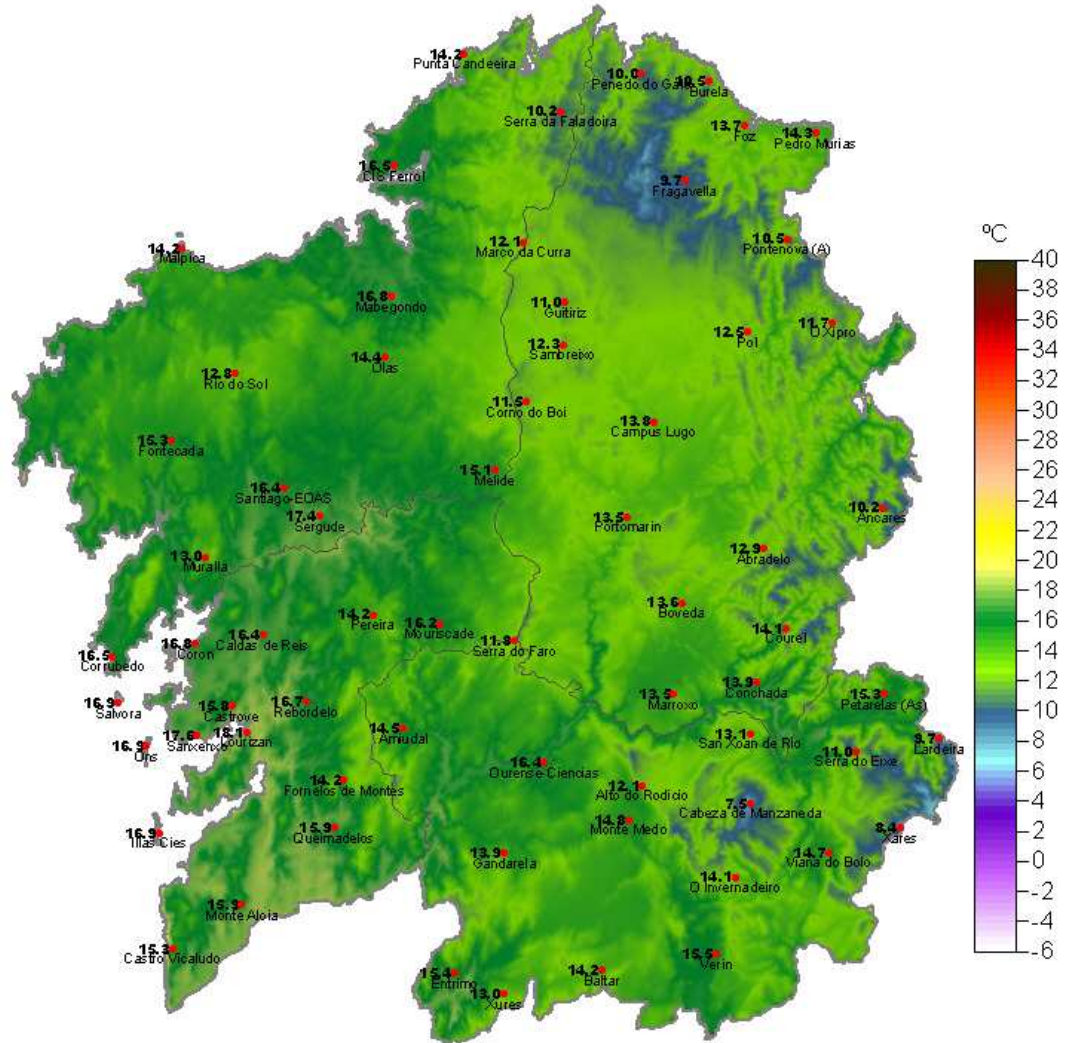 14.2
Punta Candeeira
10.0
Penedo do Galo
10.5
Burela
10.2
Serra da Faladoira
13.7
Foz
14.3
Pedro Murias
16.5
CIS Ferrol
9.7
Fragavella
14.2
Malpica
12.1
Marco da Curra
10.5
Pontenova (A)
ºC
40
38
36
34
32
30
28
26
24
22
20
18
16
14
12
10
8
6
4
2
0
-2
-4
-6
16.8
Mabegondo
11.0
Guitiriz
11.7
O Xipro
12.5
Pol
12.3
Sambreixo
14.4
Olas
12.8
Rio do Sol
11.5
Corno do Boi
13.8
Campus Lugo
15.3
Fontecada
15.1
Melide
16.4
Santiago-EOAS
17.4
Sergude
13.5
Portomarin
10.2
Ancares
13.0
Muralla
12.9
Abradelo
13.6
Boveda
14.2
Pereira
16.2
Mouriscade
14.1
Courel
16.4
Caldas de Reis
16.8
Coron
11.8
Serra do Faro
16.5
Corrubedo
13.9
Conchada
13.5
Marroxo
15.3
Petarelas (As)
16.9
Salvora
15.8
Castrove
16.7
Rebordelo
14.5
Amiudal
18.1
Lourizan
17.6
Sanxenxo
16.9
Ons
13.1
San Xoan de Rio
9.7
Lardeira
11.0
Serra do Eixe
16.4
Ourense-Ciencias
14.2
Fornelos de Montes
12.1
Alto do Rodicio
7.5
Cabeza de Manzaneda
14.8
Monte Medo
15.9
Queimadelos
16.9
Illas Cies
8.4
Xares
13.9
Gandarela
14.7
Viana do Bolo
14.1
O Invernadeiro
15.3
Monte Aloia
15.3
Castro Vicaludo
15.5
Verin
15.4
Entrimo
14.2
Baltar
13.0
Xures